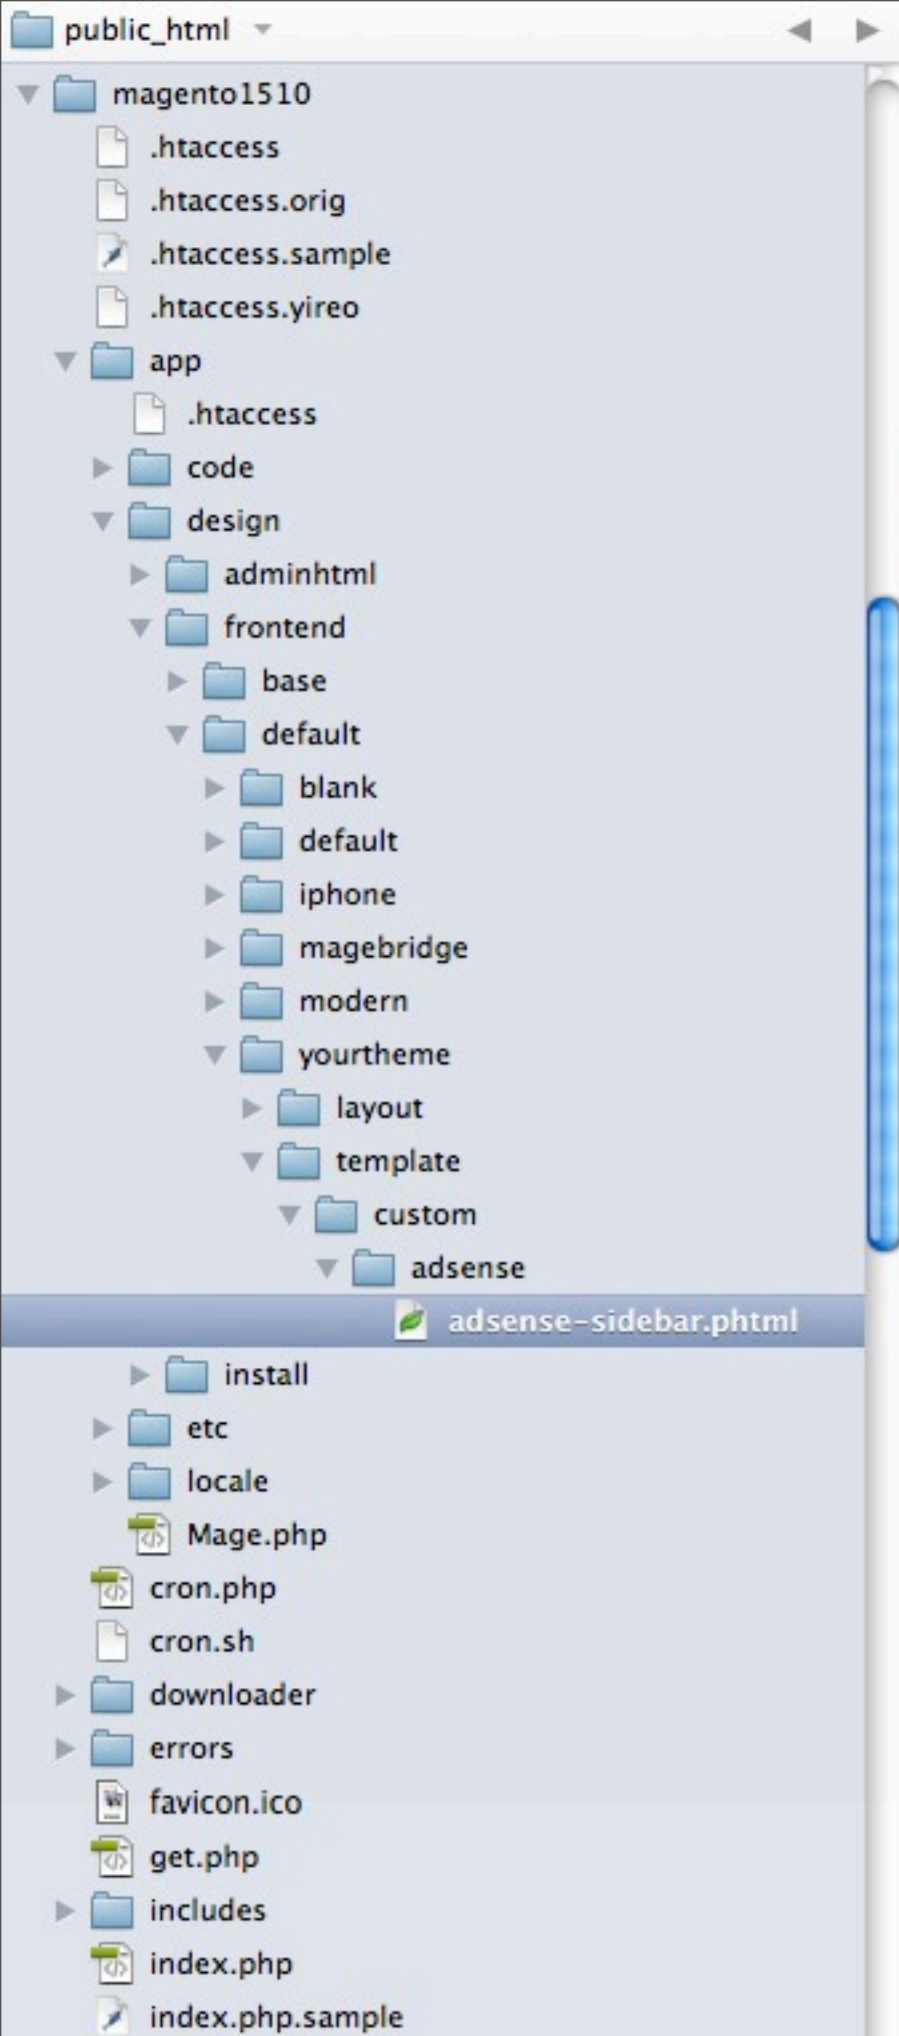 public_html
magento1510
.htaccess
.htaccess.orig
.htaccess.sample
.htaccess.yireo
app
.htaccess
code
design
adminhtml
frontend
base
default
blank
default
iphone
magebridge
modern
yourtheme
layout
template
custom
adsense
adsense-sidebar.phtml
install
etc
locale
Mage.php
cron.php
cron.sh
downloader
errors
favicon.ico
get.php
includes
index.php
index.php.sample